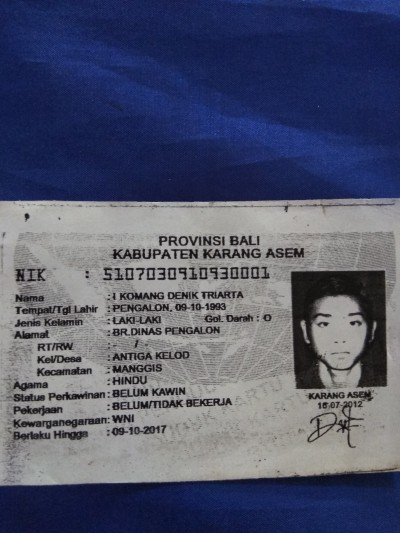 PROVINSI BALI
KABUPATEN KARANG ASEM
NIK : 5107030910930001
Nama : I KOMANG DENIK TRIARTA
Tempat/Tgl Lahir : PENGALON, 09-10-1993
Jenis Kelamin : LAKI-LAKI Gol. Darah : O
Alamat : BR.DINAS PENGALON
RT/RW : /
Kel/Desa : ANTIGA KELOD
Kecamatan : MANGGIS
Agama : HINDU
Status Perkawinan : BELUM KAWIN
Pekerjaan : BELUM/TIDAK BEKERJA
Kewarganegaraan : WNI
Berlaku Hingga : 09-10-2017
KARANG ASEM
16-07-2012